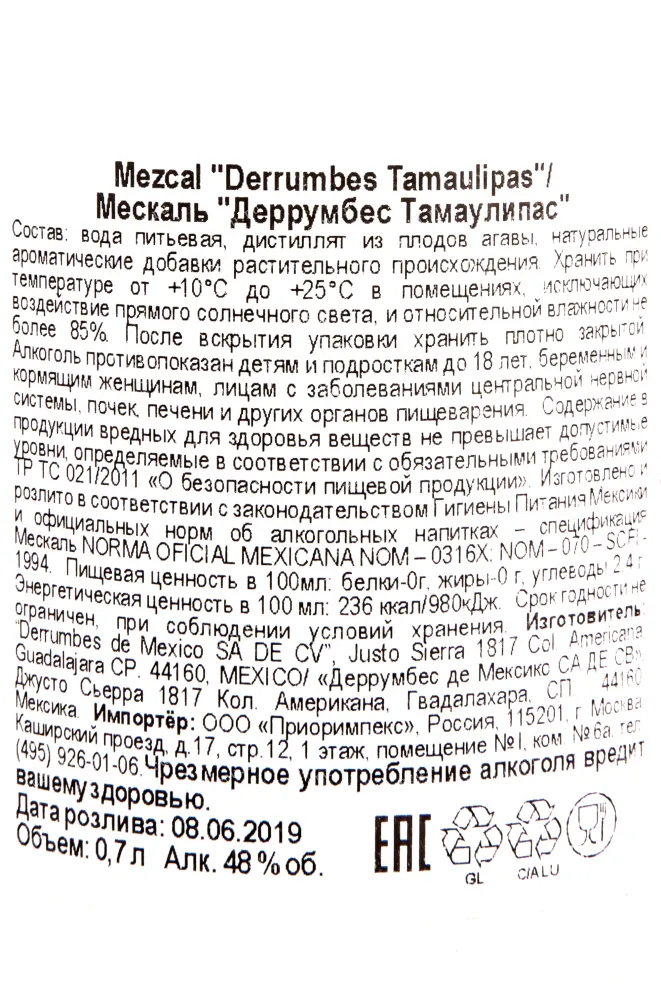 Mezcal "Derrumbes Tamaulipas"/
Мескаль "Деррумбес Тамаулипас"
Состав: вода питьевая, дистиллят из плодов агавы, натуральные
ароматические добавки растительного происхождения. Хранить при
температуре от +10°С до +25°С в помещениях, исключающих
воздействие прямого солнечного света, и относительной влажности не
более 85%. После вскрытия упаковки хранить плотно закрытой.
Алкоголь противопоказан детям и подросткам до 18 лет, беременным и
кормящим женщинам, лицам с заболеваниями центральной нервной
системы, почек, печени и других органов пищеварения. Содержание в
продукции вредных для здоровья веществ не превышает допустимые
уровни, определяемые в соответствии с обязательными требованиями
ТР ТС 021/2011 «О безопасности пищевой продукции». Изготовлено и
розлито в соответствии с законодательством Гигиены Питания Мексики
и официальных норм об алкогольных напитках – спецификация
Мескаль NORMA OFICIAL MEXICANA NOM – 0316X; NOM – 070 – SCFI -
1994. Пищевая ценность в 100мл: белки-0г, жиры-0 г, углеводы 2,4 г.
Энергетическая ценность в 100 мл: 236 ккал/980кДж. Срок годности не
ограничен, при соблюдении условий хранения. Изготовитель:
"Derrumbes de Mexico SA DE CV", Justo Sierra 1817 Col. Americana,
Guadalajara CP. 44160, MEXICO/ «Деррумбес де Мексико СА ДЕ СВ»,
Джусто Сьерра 1817 Кол. Американа, Гвадалахара, СП. 44160
Мексика. Импортёр: ООО «Приоримпекс», Россия, 115201, г. Москва
Каширский проезд, д.17, стр.12, 1 этаж, помещение №I, ком. №6а, тел.
(495) 926-01-06. Чрезмерное употребление алкоголя вредит
вашему здоровью.
Дата розлива: 08.06.2019
Объем: 0,7 л Алк. 48 % об.
EAC
GL
C/ALU